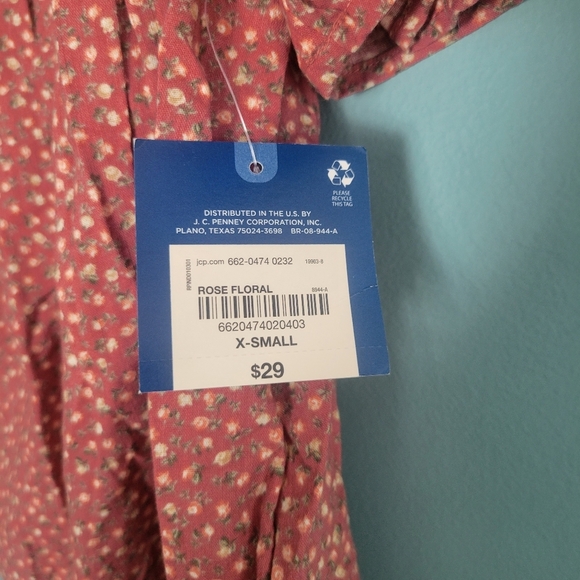 PLEASE
RECYCLE
THIS TAG
DISTRIBUTED IN THE U.S. BY
J. C. PENNEY CORPORATION, INC.
PLANO, TEXAS 75024-3698 BR-08-944-A
jcp.com 662-0474 0232
ROSE FLORAL 8944-A
6620474020403
X-SMALL
$29